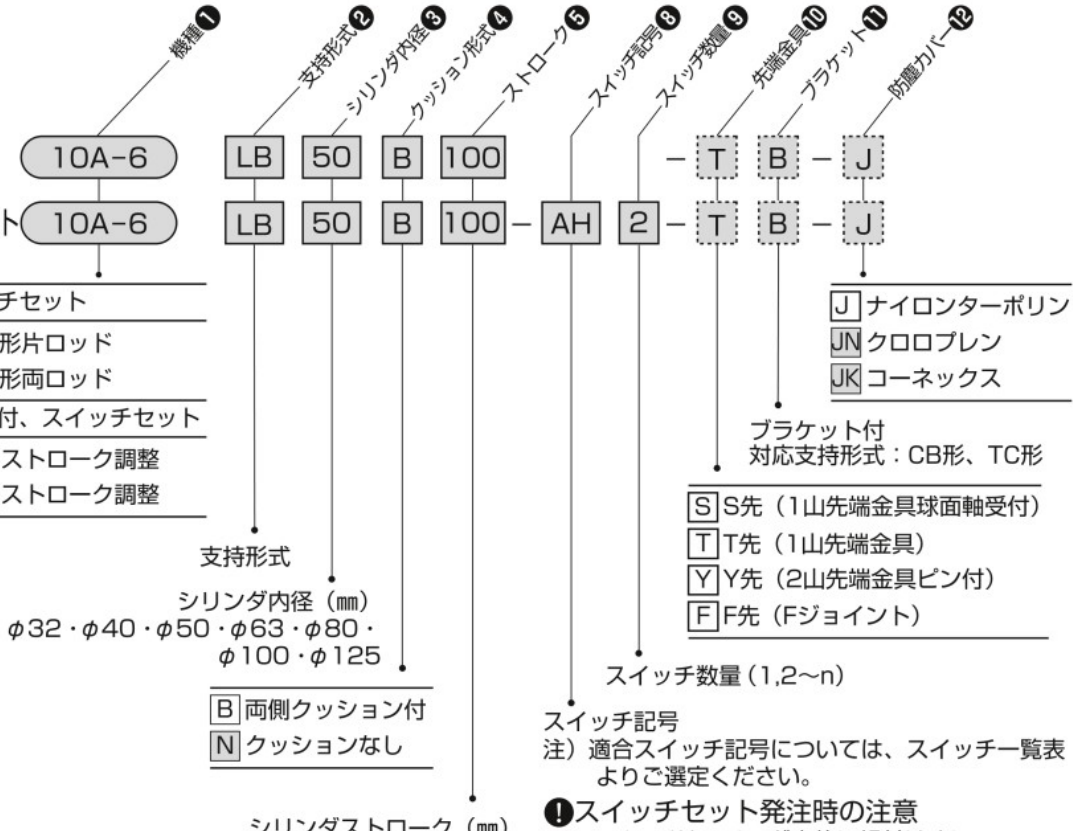 機種❶
支持形式❷
シリンダ内径❸
クッション形式❹
ストローク❺
スイッチ記号❽
スイッチ数量❾
先端金具❿
ブラケット⓫
防塵カバー⓬
10A-6 LB 50 B 100 - T B - J
ト 10A-6 LB 50 B 100 - AH 2 - T B - J
チセット
形片ロッド
形両ロッド
付、スイッチセット
ストローク調整
ストローク調整
支持形式
シリンダ内径（㎜）
φ32・φ40・φ50・φ63・φ80・
φ100・φ125
B 両側クッション付
N クッションなし
シリンダストローク（㎜）
J ナイロンターポリン
JN クロロプレン
JK コーネックス
ブラケット付
対応支持形式：CB形、TC形
S S先（1山先端金具球面軸受付）
T T先（1山先端金具）
Y Y先（2山先端金具ピン付）
F F先（Fジョイント）
スイッチ数量（1,2～n）
スイッチ記号
注）適合スイッチ記号については、スイッチ一覧表
よりご選定ください。
❗スイッチセット発注時の注意